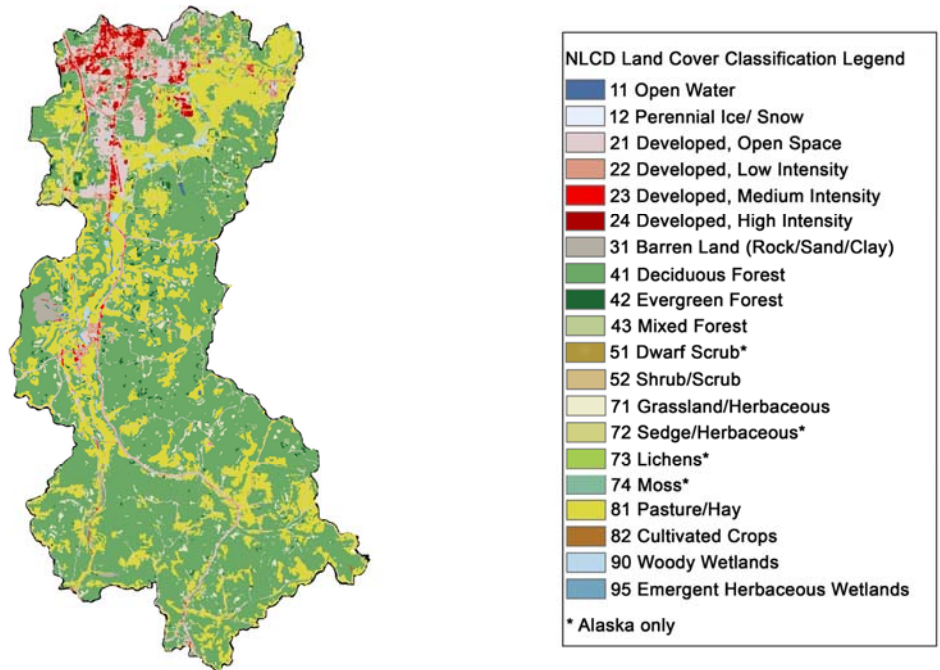 NLCD Land Cover Classification Legend
11 Open Water
12 Perennial Ice/ Snow
21 Developed, Open Space
22 Developed, Low Intensity
23 Developed, Medium Intensity
24 Developed, High Intensity
31 Barren Land (Rock/Sand/Clay)
41 Deciduous Forest
42 Evergreen Forest
43 Mixed Forest
51 Dwarf Scrub*
52 Shrub/Scrub
71 Grassland/Herbaceous
72 Sedge/Herbaceous*
73 Lichens*
74 Moss*
81 Pasture/Hay
82 Cultivated Crops
90 Woody Wetlands
95 Emergent Herbaceous Wetlands
* Alaska only